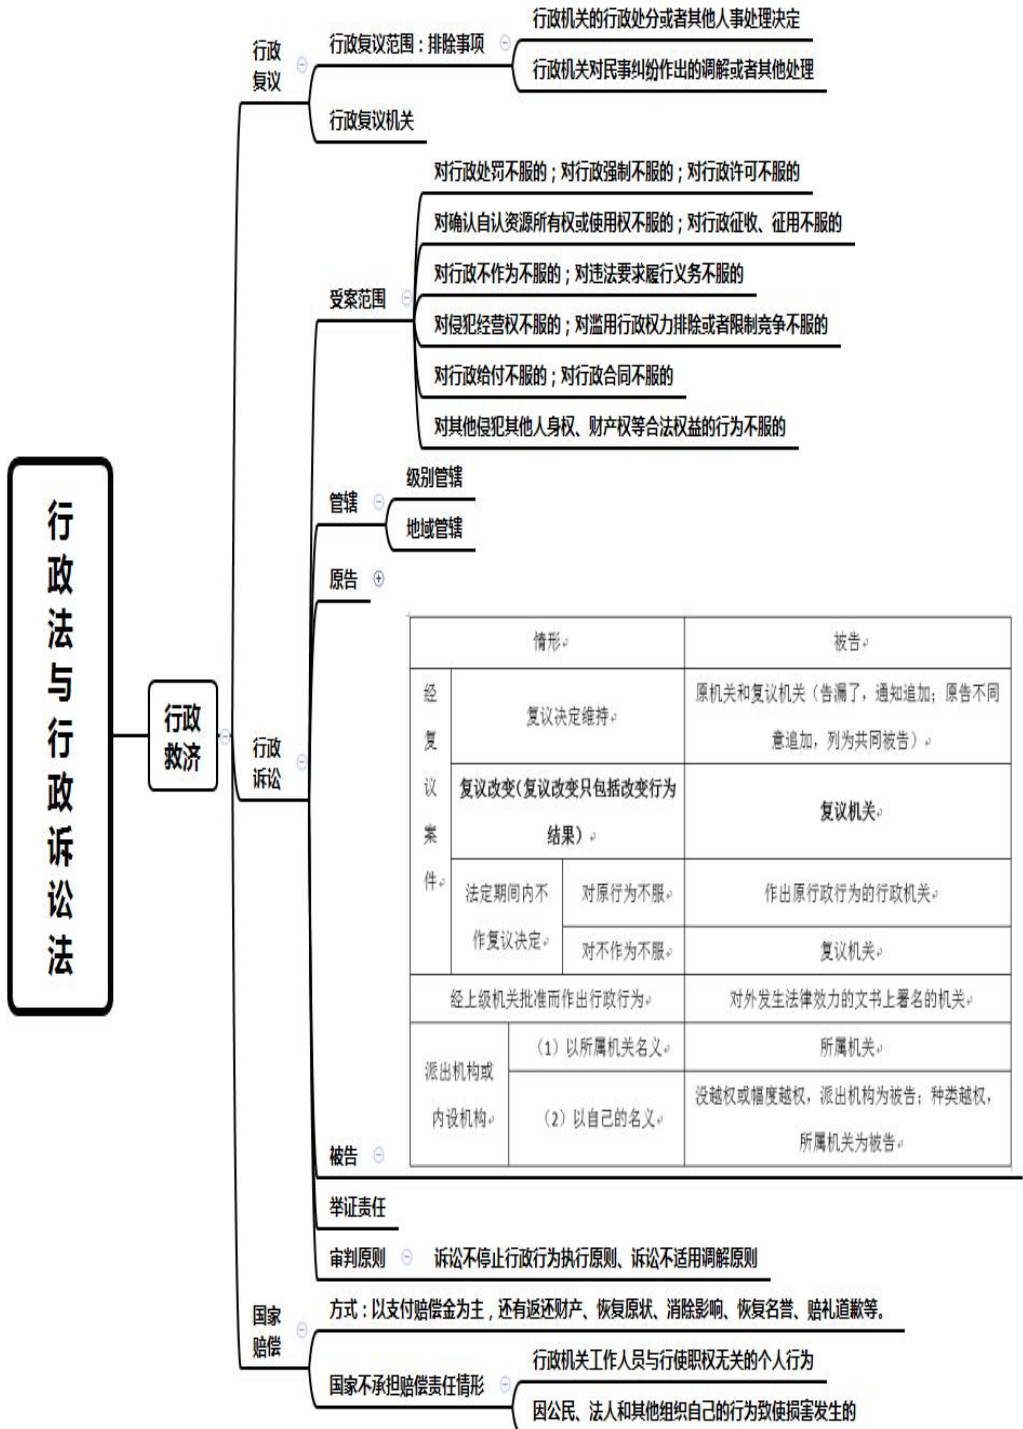 行政法与行政诉讼法
行政
救济
行政
复议
行政复议范围：排除事项
行政机关的行政处分或者其他人事处理决定
行政机关对民事纠纷作出的调解或者其他处理
行政复议机关
行政
诉讼
受案范围
对行政处罚不服的；对行政强制不服的；对行政许可不服的
对确认自认资源所有权或使用权不服的；对行政征收、征用不服的
对行政不作为不服的；对违法要求履行义务不服的
对侵犯经营权不服的；对滥用行政权力排除或者限制竞争不服的
对行政给付不服的；对行政合同不服的
对其他侵犯其他人身权、财产权等合法权益的行为不服的
管辖
级别管辖
地域管辖
原告
被告
情形
被告
经复议案件
复议决定维持
原机关和复议机关（告漏了，通知追加；原告不同
意追加，列为共同被告）
复议改变（复议改变只包括改变行为
结果）
复议机关
法定期间内不
作复议决定
对原行为不服
作出原行政行为的行政机关
对不作为不服
复议机关
经上级机关批准而作出行政行为
对外发生法律效力的文书上署名的机关
派出机构或
内设机构
（1）以所属机关名义
所属机关
（2）以自己的名义
没越权或幅度越权，派出机构为被告；种类越权，
所属机关为被告
举证责任
审判原则
诉讼不停止行政行为执行原则、诉讼不适用调解原则
国家
赔偿
方式：以支付赔偿金为主，还有返还财产、恢复原状、消除影响、恢复名誉、赔礼道歉等。
国家不承担赔偿责任情形
行政机关工作人员与行使职权无关的个人行为
因公民、法人和其他组织自己的行为致使损害发生的